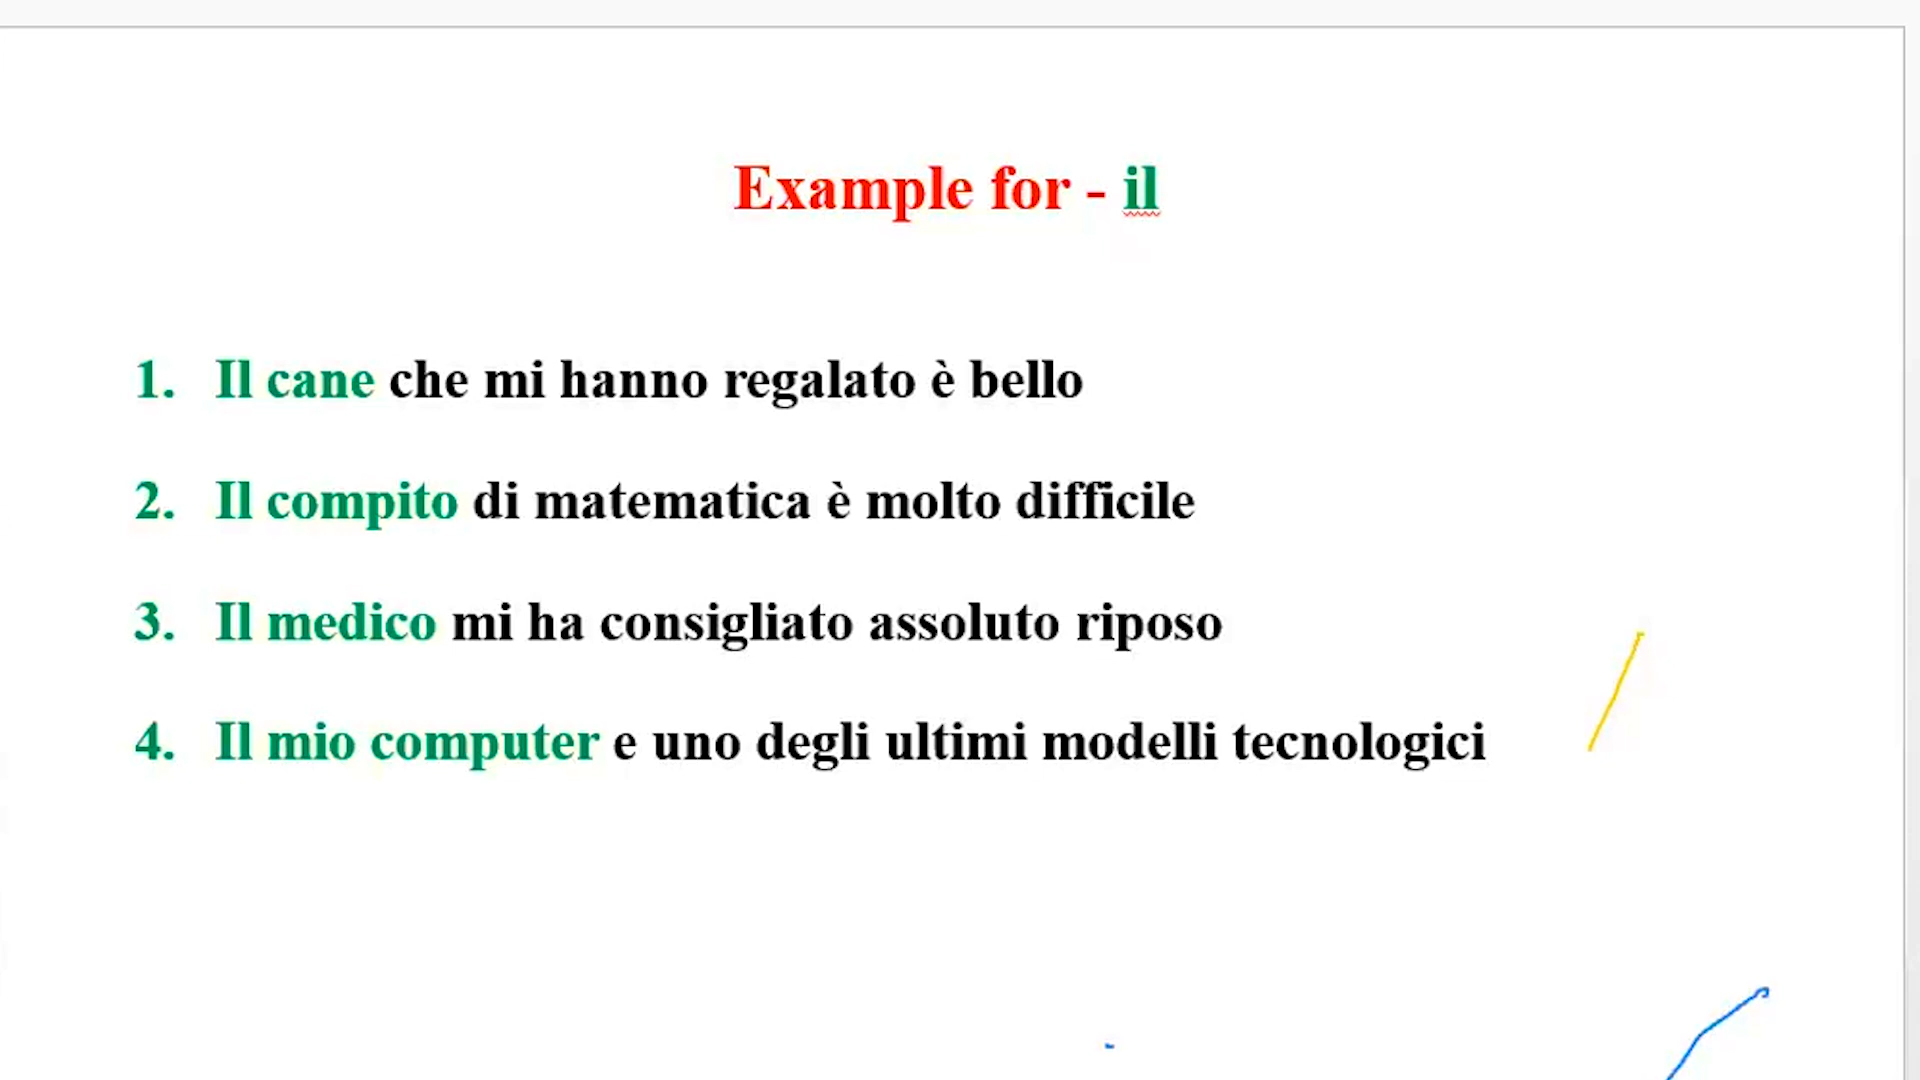 Example for - il
1. Il cane che mi hanno regalato è bello
2. Il compito di matematica è molto difficile
3. Il medico mi ha consigliato assoluto riposo
4. Il mio computer e uno degli ultimi modelli tecnologici